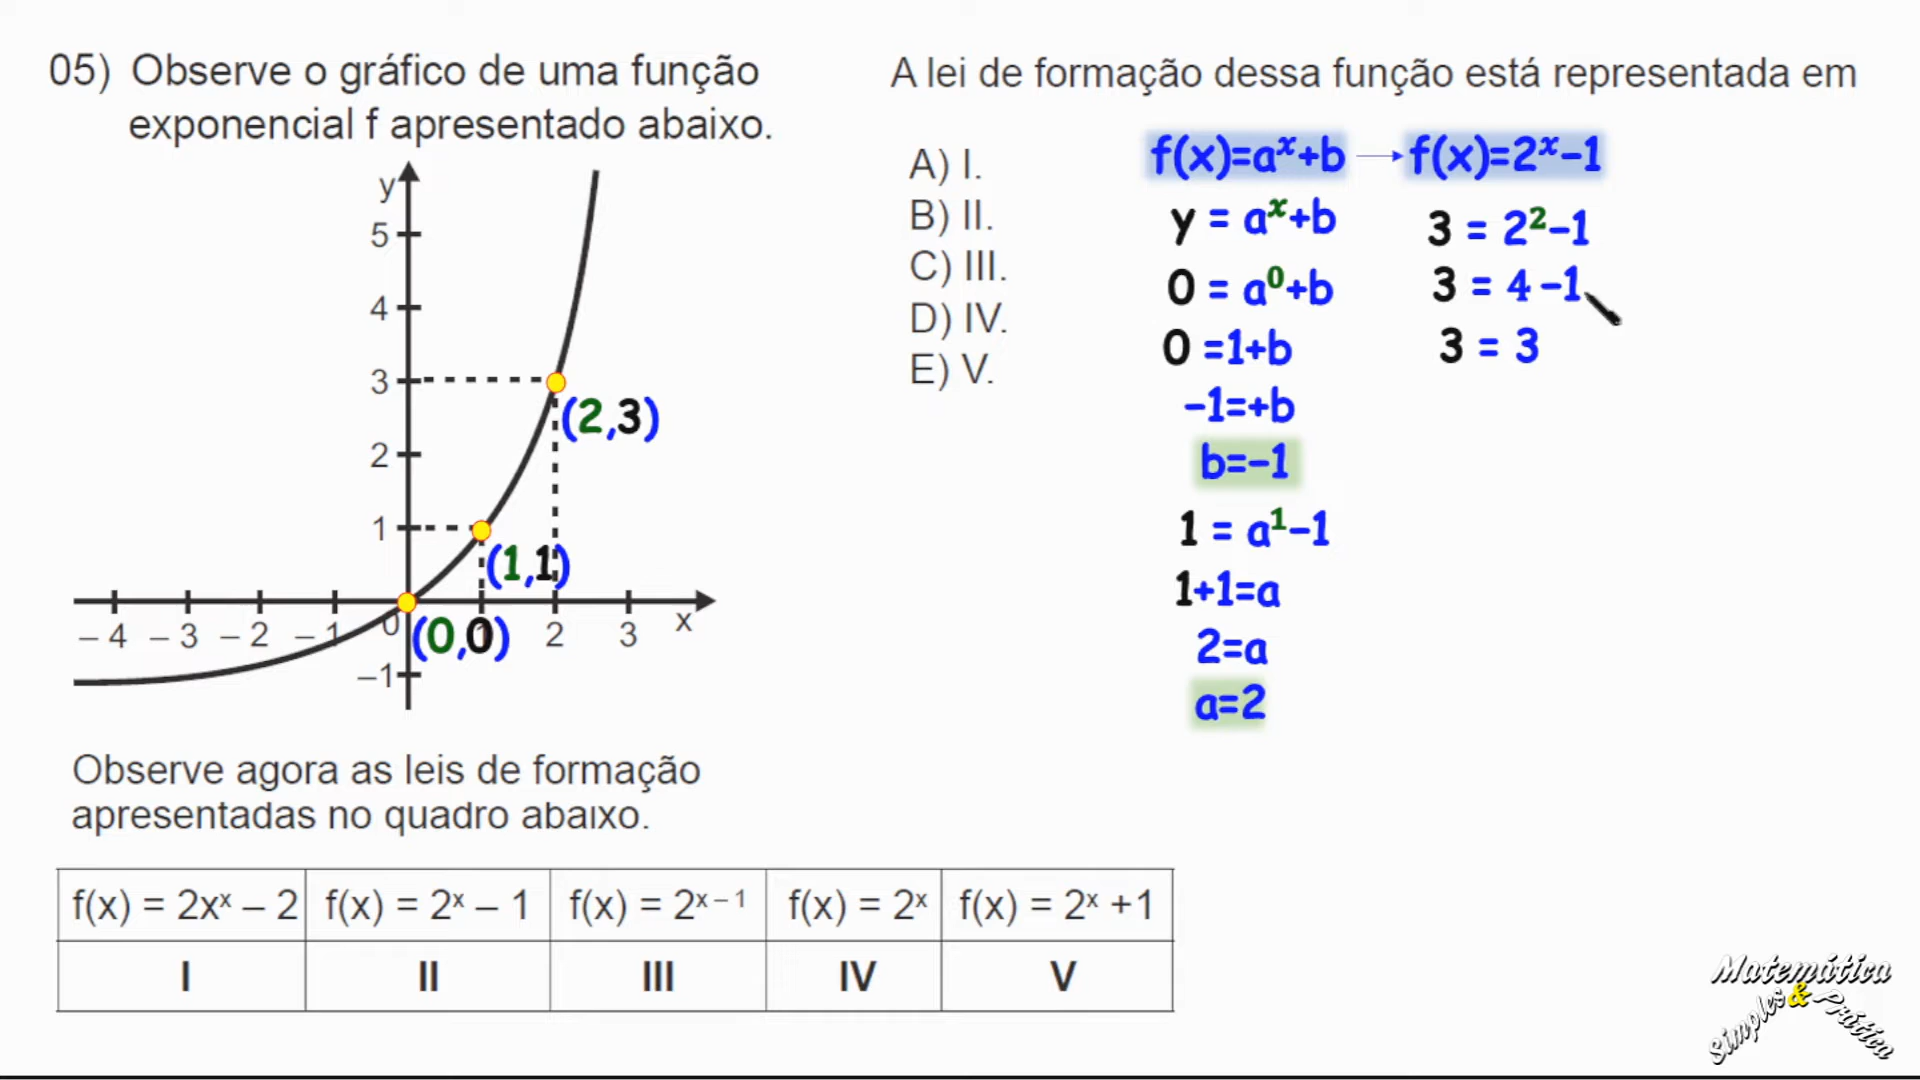 05) Observe o gráfico de uma função
exponencial f apresentado abaixo.
y
5
4
3
2
1
–4 –3 –2 –1 0 1 2 3 x
–1
(2,3)
(1,1)
(0,0)
Observe agora as leis de formação
apresentadas no quadro abaixo.
f(x) = 2xˣ – 2 f(x) = 2ˣ – 1 f(x) = 2ˣ⁻¹ f(x) = 2ˣ f(x) = 2ˣ +1
I II III IV V
A lei de formação dessa função está representada em
A) I.
B) II.
C) III.
D) IV.
E) V.
f(x)=aˣ+b → f(x)=2ˣ–1
y = aˣ+b
0 = a⁰+b
0 =1+b
-1=+b
b=-1
1 = a¹-1
1+1=a
2=a
a=2
3 = 2²-1
3 = 4 -1
3 = 3
Matemática
Simples & Prática